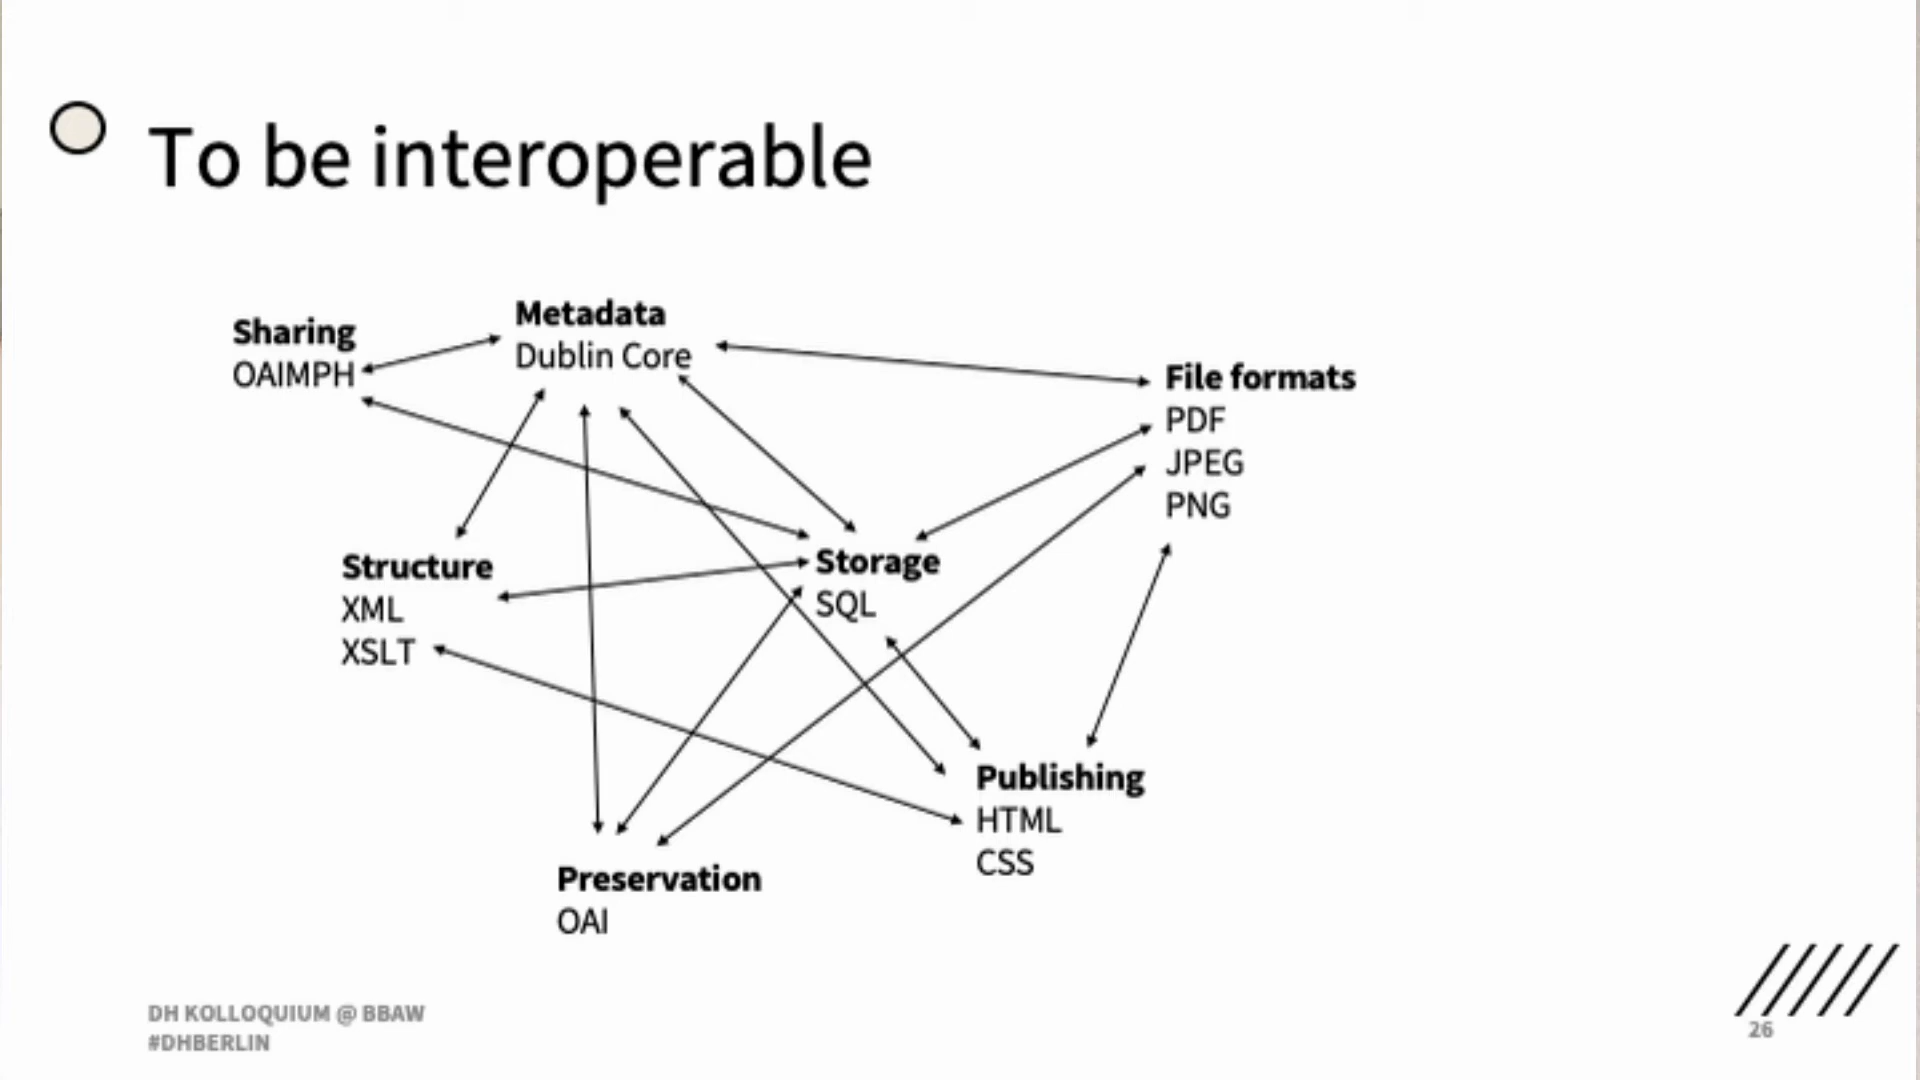 To be interoperable
Sharing
OAIMPH
Metadata
Dublin Core
File formats
PDF
JPEG
PNG
Structure
XML
XSLT
Storage
SQL
Publishing
HTML
CSS
Preservation
OAI
DH KOLLOQUIUM @ BBAW
#DHBERLIN
26